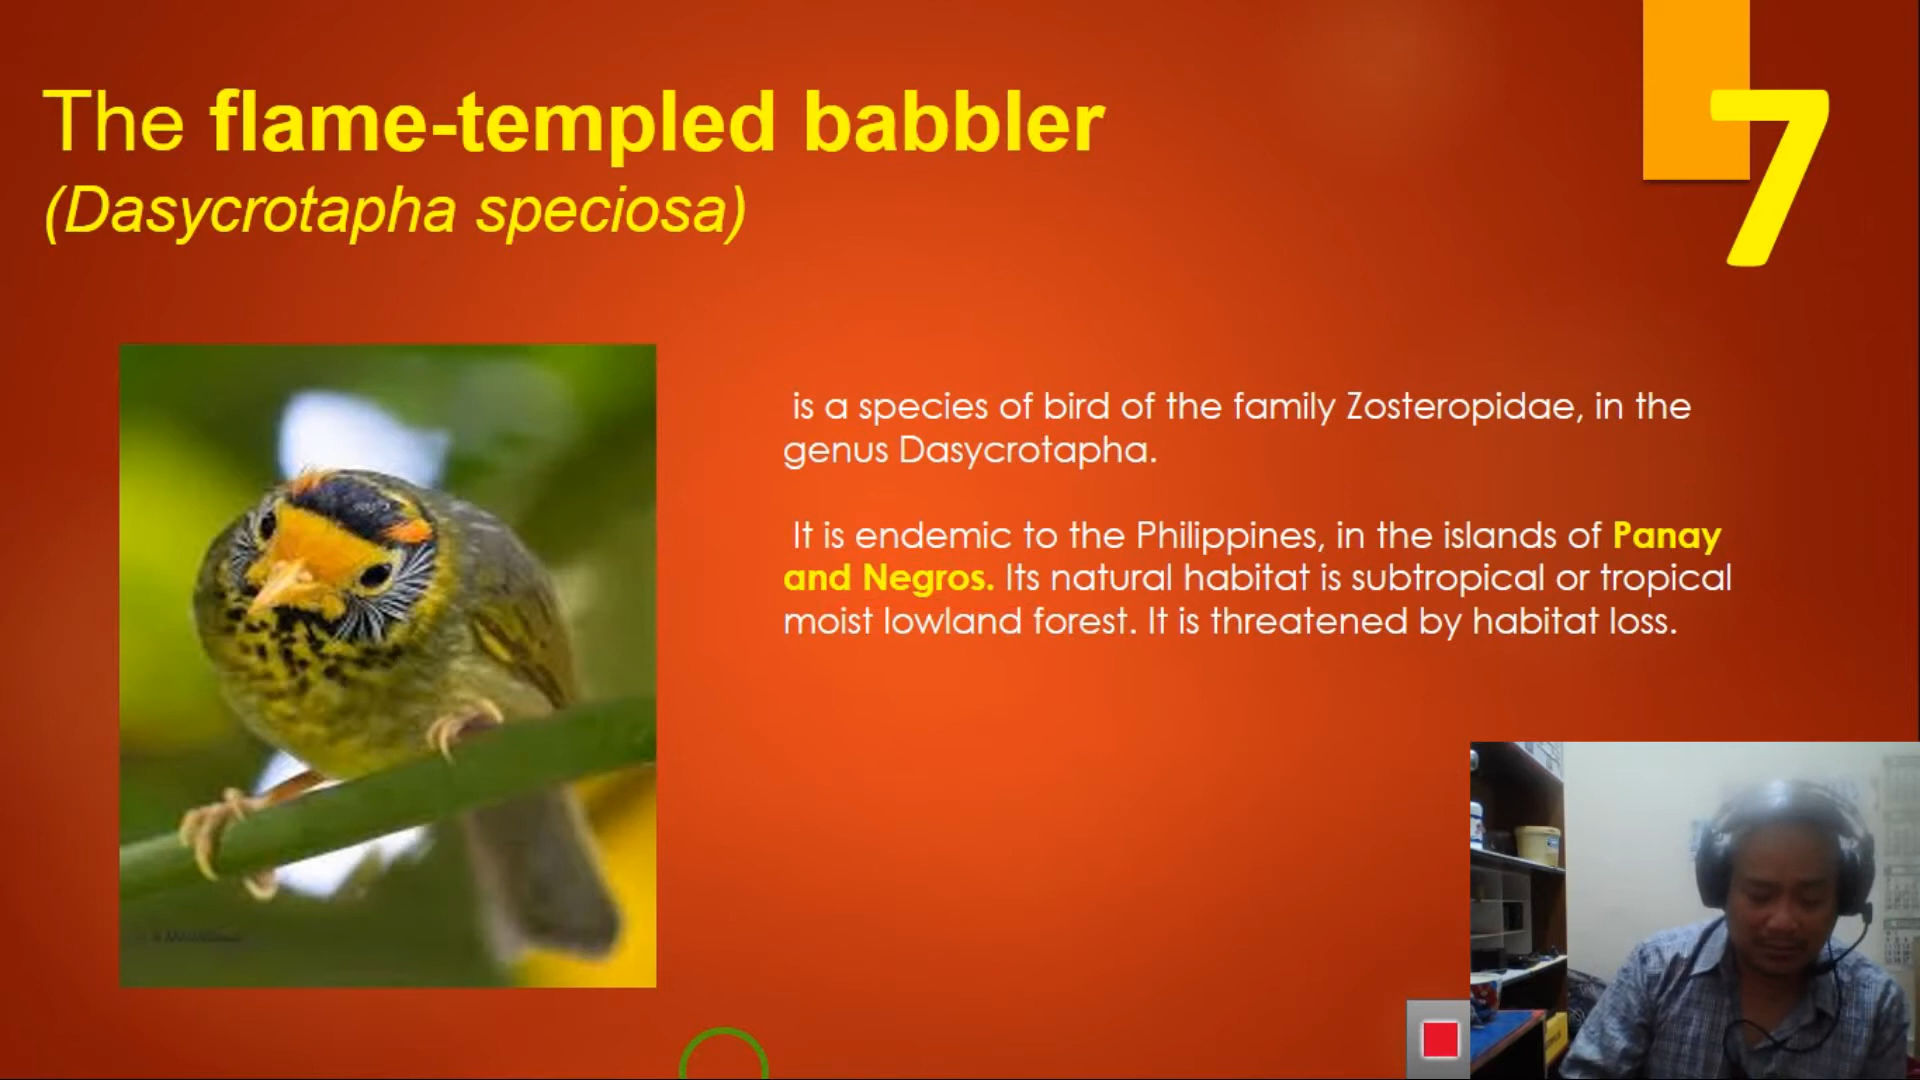 The flame-templed babbler
(Dasycrotapha speciosa)
7
is a species of bird of the family Zosteropidae, in the
genus Dasycrotapha.
It is endemic to the Philippines, in the islands of Panay
and Negros. Its natural habitat is subtropical or tropical
moist lowland forest. It is threatened by habitat loss.